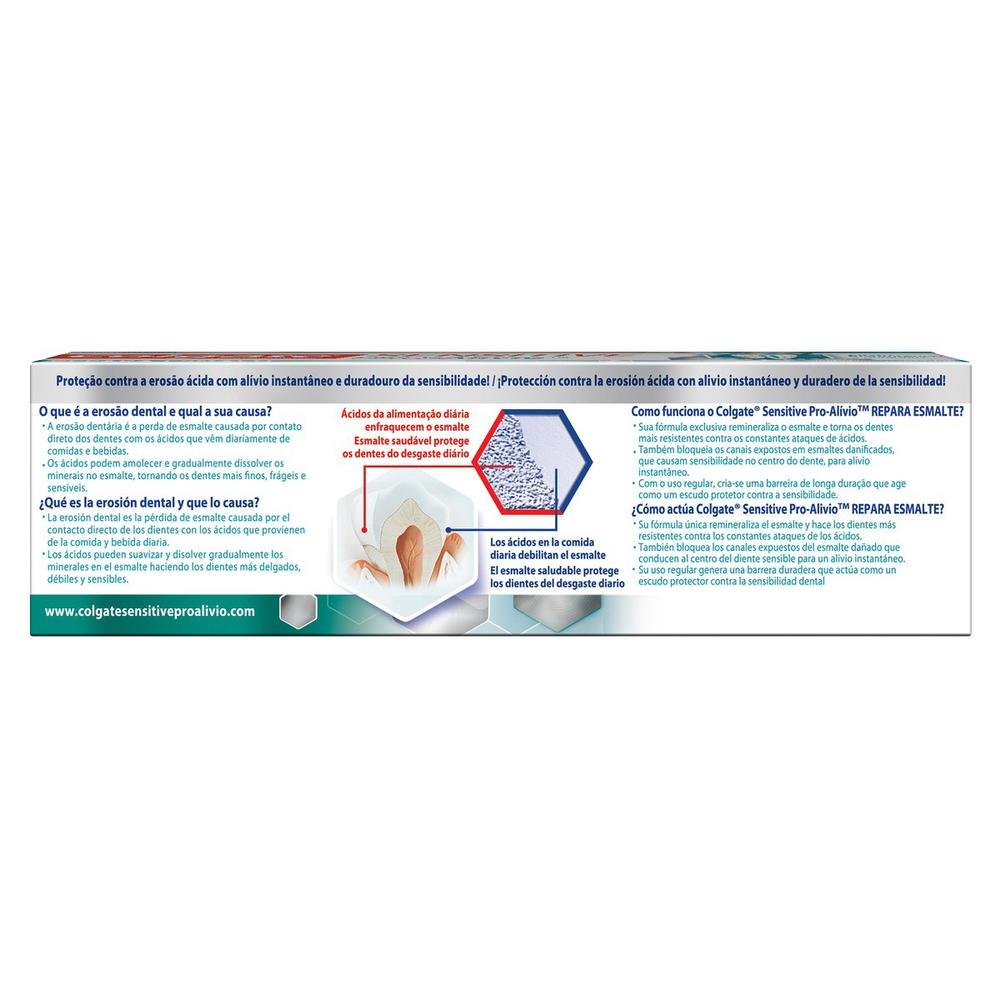 SENSITIVE
Proteção contra a erosão ácida com alívio instantâneo e duradouro da sensibilidade! / ¡Protección contra la erosión ácida con alivio instantáneo y duradero de la sensibilidad!
O que é a erosão dental e qual a sua causa?
• A erosão dentária é a perda de esmalte causada por contato
direto dos dentes com os ácidos que vêm diariamente de
comidas e bebidas.
• Os ácidos podem amolecer e gradualmente dissolver os
minerais no esmalte, tornando os dentes mais finos, frágeis e
sensíveis.
¿Qué es la erosión dental y que lo causa?
• La erosión dental es la pérdida de esmalte causada por el
contacto directo de los dientes con los ácidos que provienen
de la comida y bebida diaria.
• Los ácidos pueden suavizar y disolver gradualmente los
minerales en el esmalte haciendo los dientes más delgados,
débiles y sensibles.
www.colgatesensitiveproalivio.com
Ácidos da alimentação diária
enfraquecem o esmalte
Esmalte saudável protege
os dentes do desgaste diário
Los ácidos en la comida
diaria debilitan el esmalte
El esmalte saludable protege
los dientes del desgaste diario
Como funciona o Colgate® Sensitive Pro-Alívio™ REPARA ESMALTE?
• Sua fórmula exclusiva remineraliza o esmalte e torna os dentes
mais resistentes contra os constantes ataques de ácidos.
• Também bloqueia os canais expostos em esmaltes danificados,
que causam sensibilidade no centro do dente, para alívio
instantâneo.
• Com o uso regular, cria-se uma barreira de longa duração que age
como um escudo protetor contra a sensibilidade.
¿Cómo actúa Colgate® Sensitive Pro-Alivio™ REPARA ESMALTE?
• Su fórmula única remineraliza el esmalte y hace los dientes más
resistentes contra los constantes ataques de los ácidos.
• También bloquea los canales expuestos del esmalte dañado que
conducen al centro del diente sensible para un alivio instantáneo.
• Su uso regular genera una barrera duradera que actúa como un
escudo protector contra la sensibilidad dental